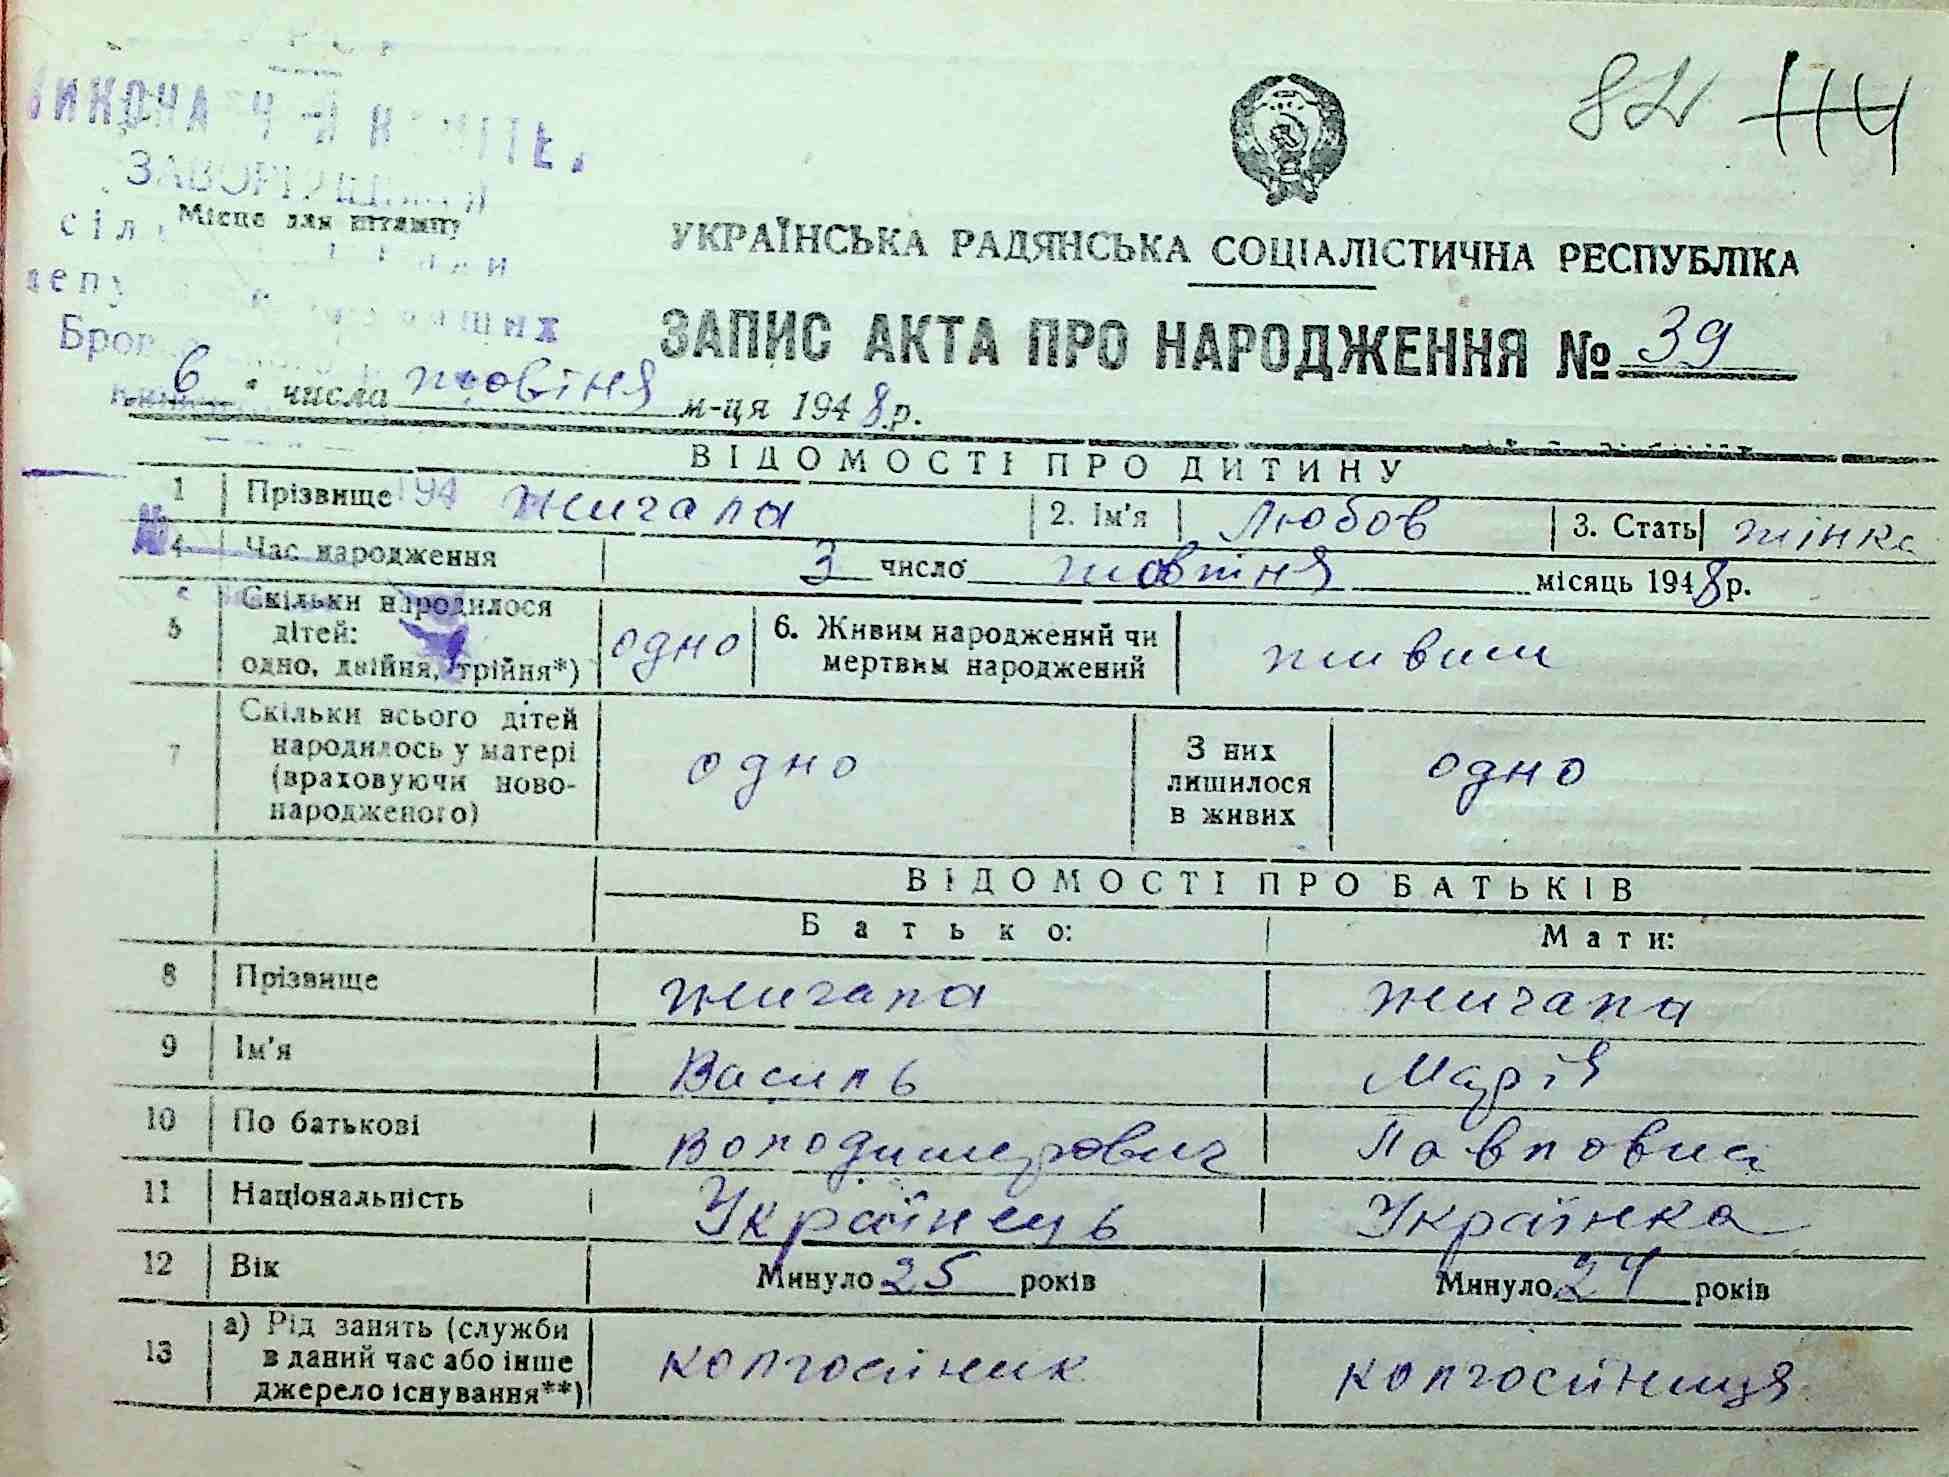 82 114
ЗАВОРИЦЬКОЇ
Місце для штампу
УКРАЇНСЬКА РАДЯНСЬКА СОЦІАЛІСТИЧНА РЕСПУБЛІКА
ЗАПИС АКТА ПРО НАРОДЖЕННЯ № 39
6 " числа жовтня м-ця 1948 р.
ВІДОМОСТІ ПРО ДИТИНУ
1 Прізвище Жигала 2. Ім'я Любов 3. Стать жінка
4 Час народження 3 число жовтня місяць 1948 р.
5 Скільки народилося
дітей:
одно, двійня, трійня*) одно 6. Живим народжений чи
мертвим народжений живим
7 Скільки всього дітей
народилось у матері
(враховуючи ново-
народженого) одно З них
лишилося
в живих одно
ВІДОМОСТІ ПРО БАТЬКІВ
Батько: Мати:
8 Прізвище Жигала Жигала
9 Ім'я Василь Марія
10 По батькові Володимирович Павловна
11 Національність Українець Українка
12 Вік Минуло 25 років Минуло 24 років
13 а) Рід занять (служби
в даний час або інше
джерело існування**) колгоспник колгоспниця